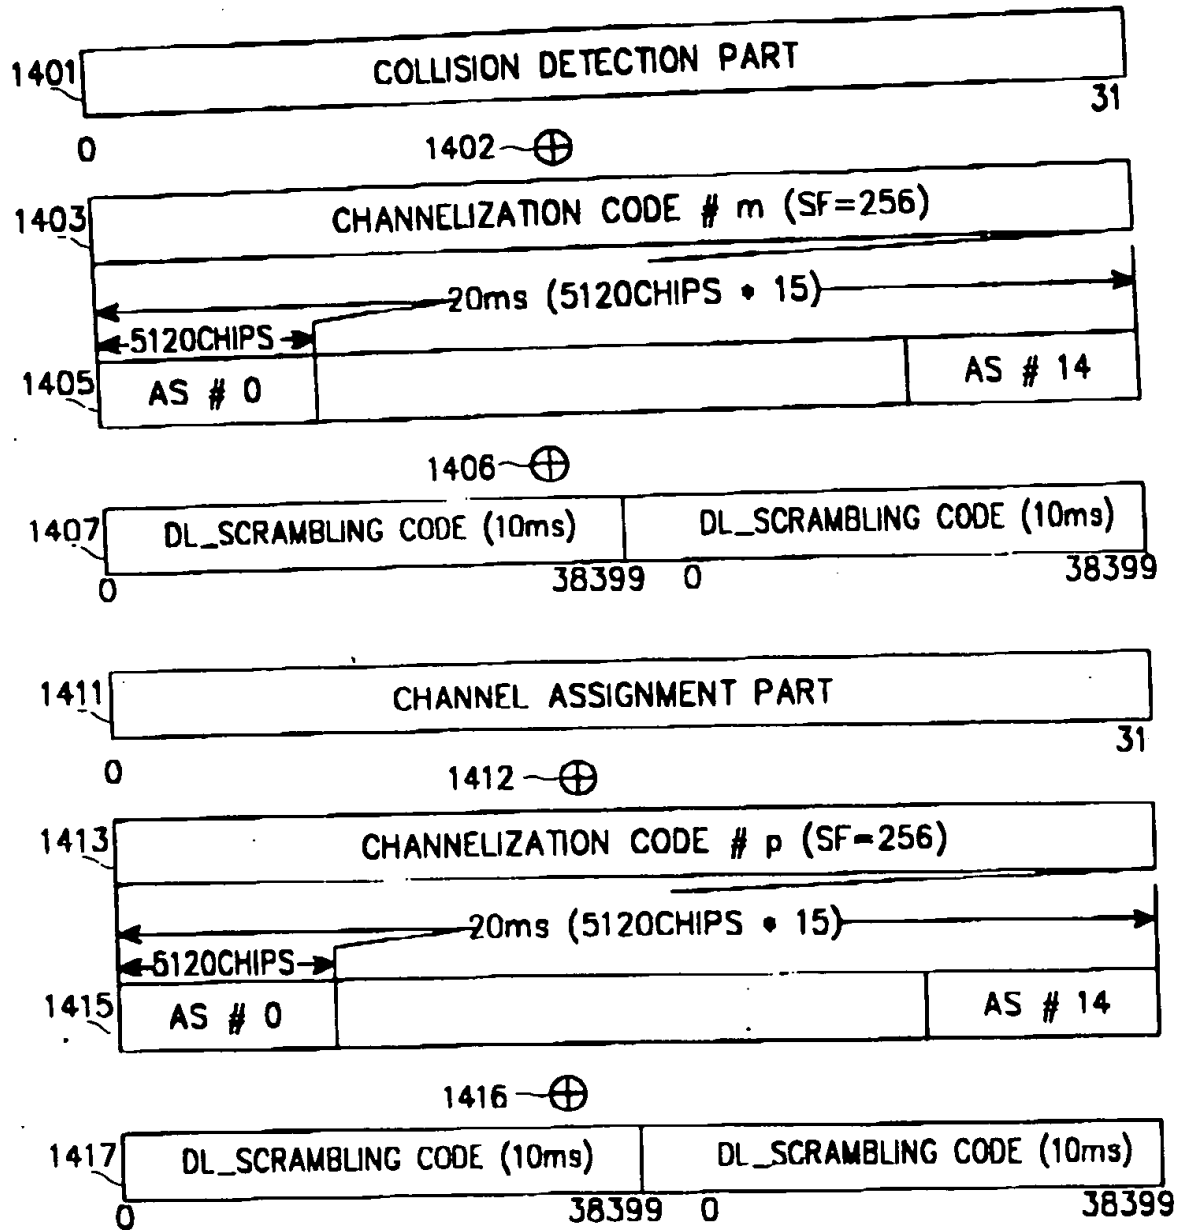 1401 COLLISION DETECTION PART
0 31
1402
1403 CHANNELIZATION CODE # m (SF=256)
20ms (5120CHIPS * 15)
5120CHIPS
1405 AS # 0 AS # 14
1406
1407 DL_SCRAMBLING CODE (10ms) DL_SCRAMBLING CODE (10ms)
0 38399 0 38399
1411 CHANNEL ASSIGNMENT PART
0 31
1412
1413 CHANNELIZATION CODE # p (SF=256)
20ms (5120CHIPS * 15)
5120CHIPS
1415 AS # 0 AS # 14
1416
1417 DL_SCRAMBLING CODE (10ms) DL_SCRAMBLING CODE (10ms)
0 38399 0 38399